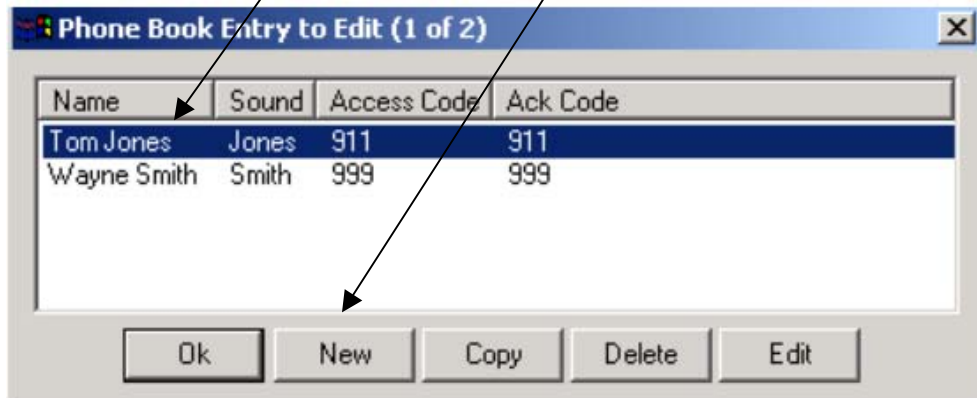 Phone Book Entry to Edit (1 of 2)
Name Sound Access Code Ack Code
Tom Jones Jones 911 911
Wayne Smith Smith 999 999
Ok New Copy Delete Edit